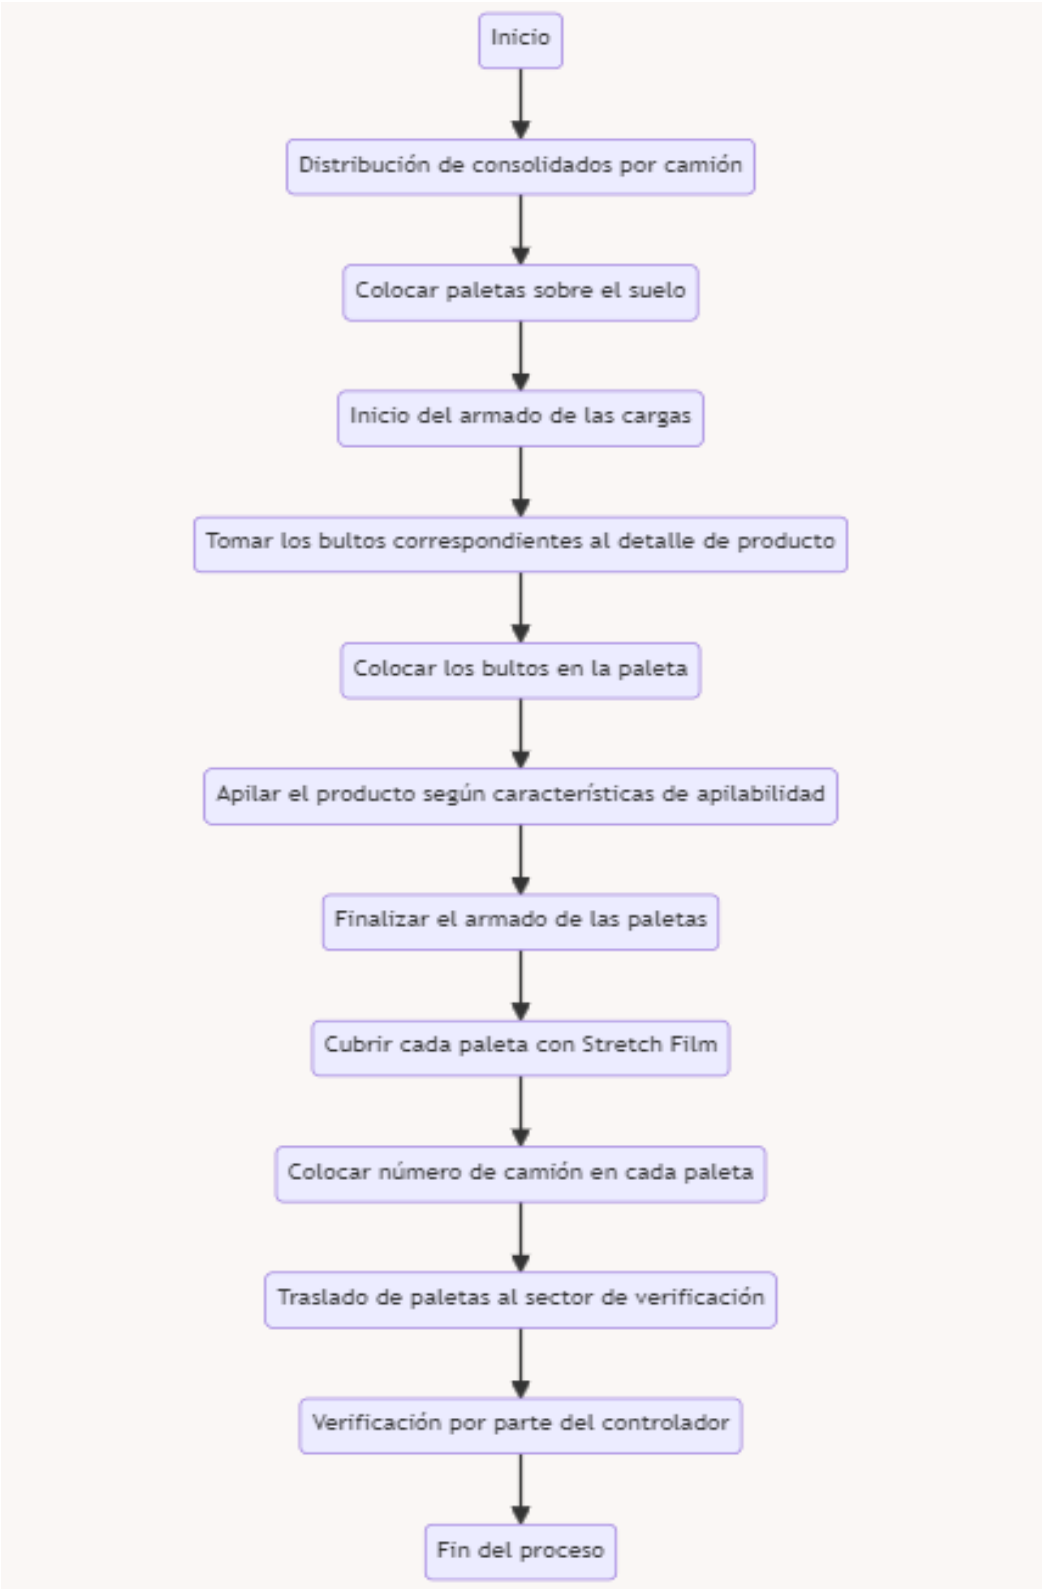 Inicio
Distribución de consolidados por camión
Colocar paletas sobre el suelo
Inicio del armado de las cargas
Tomar los bultos correspondientes al detalle de producto
Colocar los bultos en la paleta
Apilar el producto según características de apilabilidad
Finalizar el armado de las paletas
Cubrir cada paleta con Stretch Film
Colocar número de camión en cada paleta
Traslado de paletas al sector de verificación
Verificación por parte del controlador
Fin del proceso